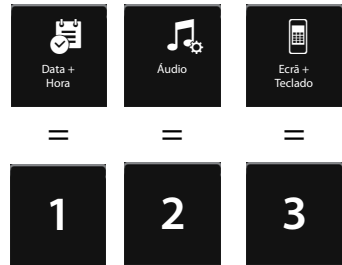 Data +
Hora
Áudio
Ecrã +
Teclado
= = =
1 2 3